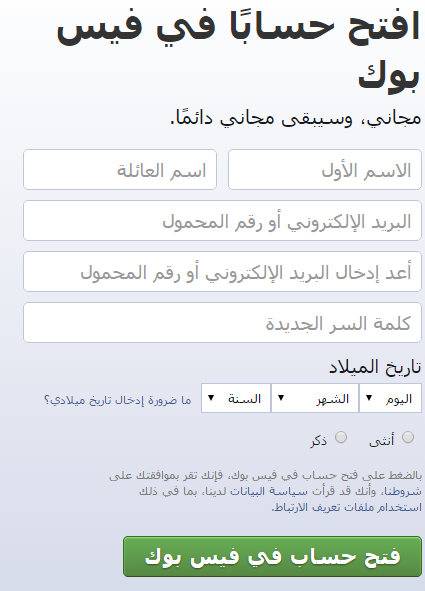 افتح حسابًا في فيس
بوك
مجاني، وسيبقى مجاني دائمًا.
الاسم الأول
اسم العائلة
البريد الإلكتروني أو رقم المحمول
أعد إدخال البريد الإلكتروني أو رقم المحمول
كلمة السر الجديدة
تاريخ الميلاد
اليوم
الشهر
السنة
ما ضرورة إدخال تاريخ ميلادي؟
أنثى
ذكر
بالضغط على فتح حساب في فيس بوك، فإنك تقر بموافقتك على
شروطنا، وأنك قد قرأت سياسة البيانات لدينا، بما في ذلك
استخدام ملفات تعريف الارتباط.
فتح حساب في فيس بوك